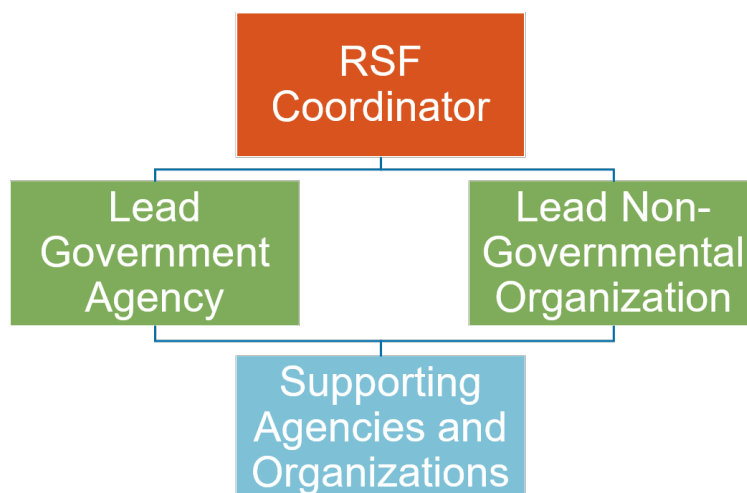 RSF
Coordinator
Lead
Government
Agency
Lead Non-
Governmental
Organization
Supporting
Agencies and
Organizations